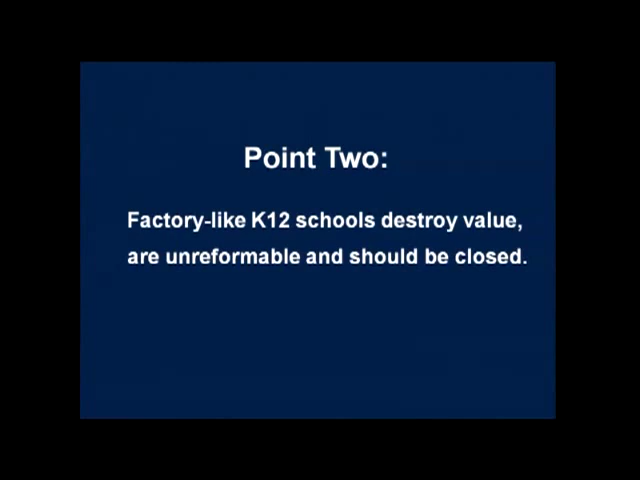 Point Two:
Factory-like K12 schools destroy value,
are unreformable and should be closed.